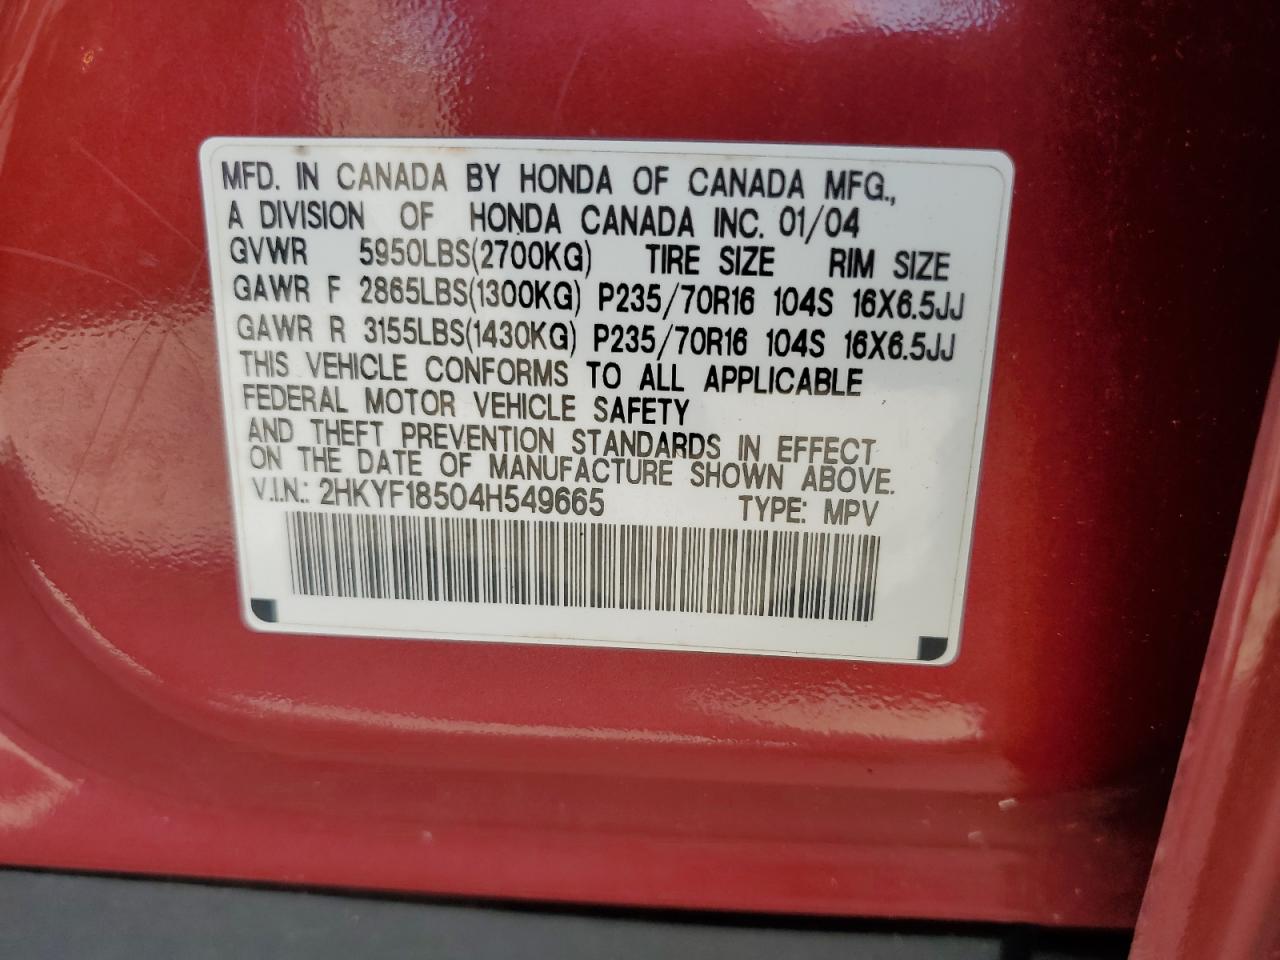 MFD. IN CANADA BY HONDA OF CANADA MFG.,
A DIVISION OF HONDA CANADA INC. 01/04
GVWR 5950LBS(2700KG) TIRE SIZE RIM SIZE
GAWR F 2865LBS(1300KG) P235/70R16 104S 16X6.5JJ
GAWR R 3155LBS(1430KG) P235/70R16 104S 16X6.5JJ
THIS VEHICLE CONFORMS TO ALL APPLICABLE
FEDERAL MOTOR VEHICLE SAFETY
AND THEFT PREVENTION STANDARDS IN EFFECT
ON THE DATE OF MANUFACTURE SHOWN ABOVE.
V.I.N.: 2HKYF18504H549665 TYPE: MPV